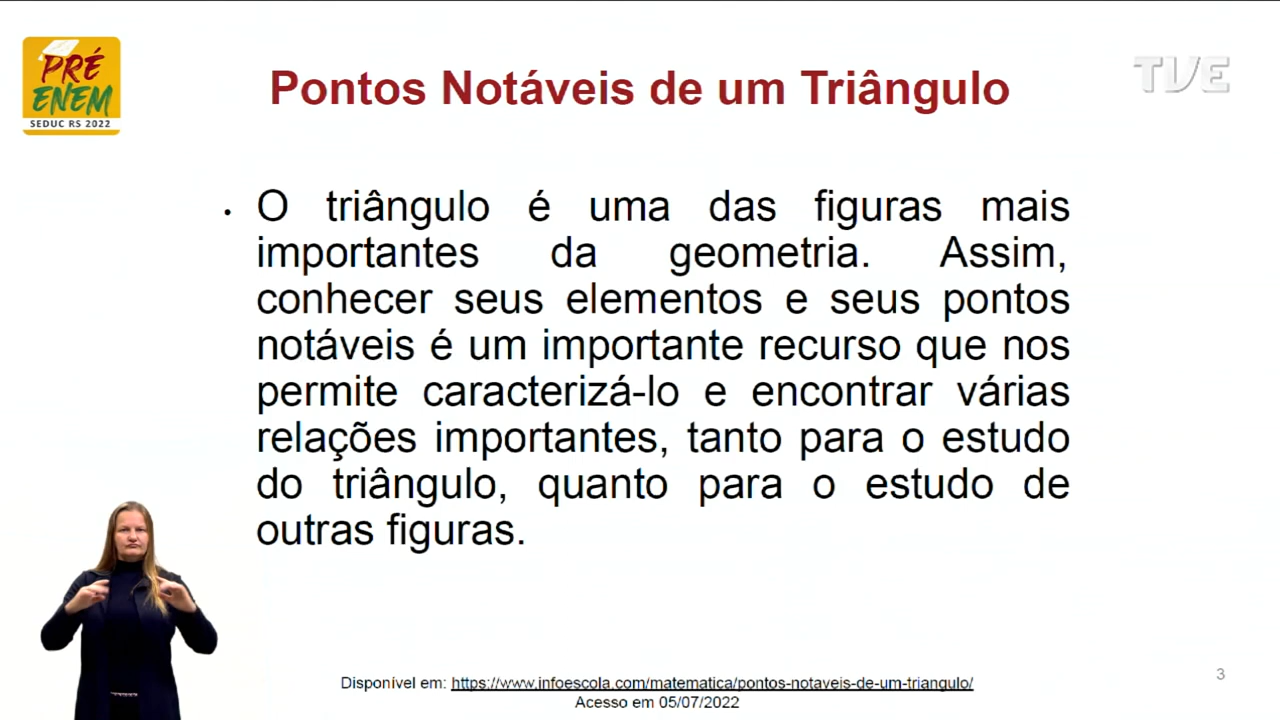 PRÉ
ENEM
SEDUC RS 2022
Pontos Notáveis de um Triângulo
TVE
• O triângulo é uma das figuras mais
importantes da geometria. Assim,
conhecer seus elementos e seus pontos
notáveis é um importante recurso que nos
permite caracterizá-lo e encontrar várias
relações importantes, tanto para o estudo
do triângulo, quanto para o estudo de
outras figuras.
Disponível em: https://www.infoescola.com/matematica/pontos-notaveis-de-um-triangulo/
Acesso em 05/07/2022
3